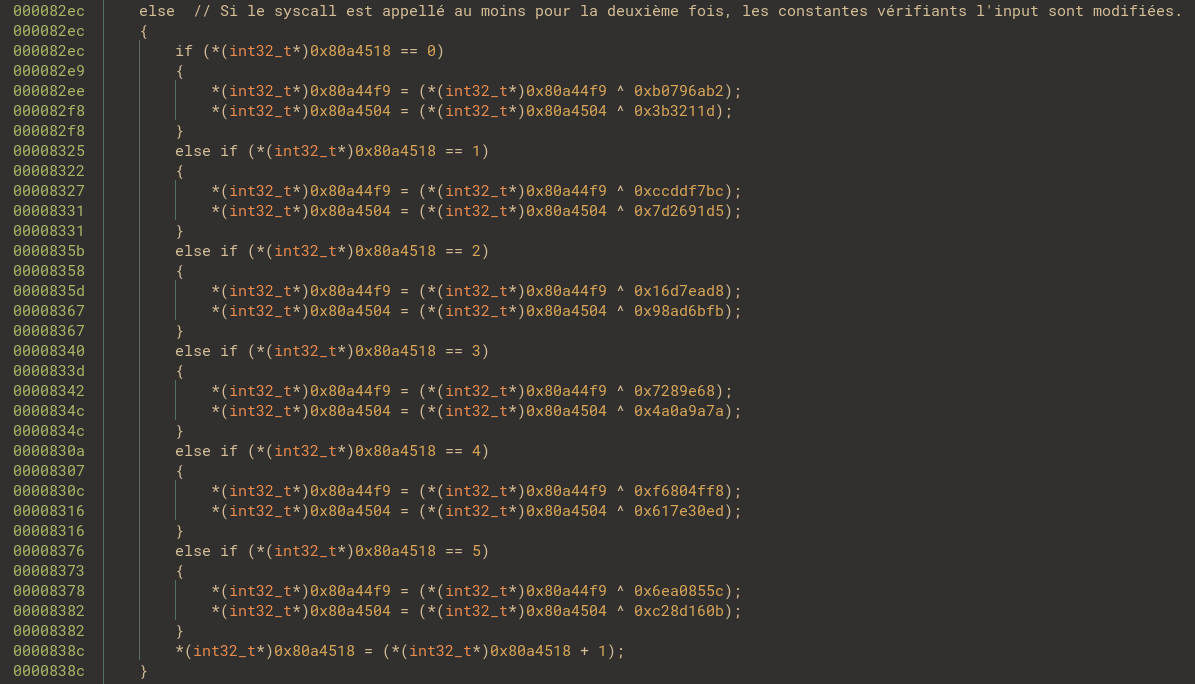 000082ec else // Si le syscall est appellé au moins pour la deuxième fois, les constantes vérifiants l'input sont modifiées.
000082ec {
000082ec if (*(int32_t*)0x80a4518 == 0)
000082e9 {
000082ee *(int32_t*)0x80a44f9 = (*(int32_t*)0x80a44f9 ^ 0xb0796ab2);
000082f8 *(int32_t*)0x80a4504 = (*(int32_t*)0x80a4504 ^ 0x3b3211d);
000082f8 }
00008325 else if (*(int32_t*)0x80a4518 == 1)
00008322 {
00008327 *(int32_t*)0x80a44f9 = (*(int32_t*)0x80a44f9 ^ 0xccddf7bc);
00008331 *(int32_t*)0x80a4504 = (*(int32_t*)0x80a4504 ^ 0x7d2691d5);
00008331 }
0000835b else if (*(int32_t*)0x80a4518 == 2)
00008358 {
0000835d *(int32_t*)0x80a44f9 = (*(int32_t*)0x80a44f9 ^ 0x16d7ead8);
00008367 *(int32_t*)0x80a4504 = (*(int32_t*)0x80a4504 ^ 0x98ad6bfb);
00008367 }
00008340 else if (*(int32_t*)0x80a4518 == 3)
0000833d {
00008342 *(int32_t*)0x80a44f9 = (*(int32_t*)0x80a44f9 ^ 0x7289e68);
0000834c *(int32_t*)0x80a4504 = (*(int32_t*)0x80a4504 ^ 0x4a0a9a7a);
0000834c }
0000830a else if (*(int32_t*)0x80a4518 == 4)
00008307 {
0000830c *(int32_t*)0x80a44f9 = (*(int32_t*)0x80a44f9 ^ 0xf6804ff8);
00008316 *(int32_t*)0x80a4504 = (*(int32_t*)0x80a4504 ^ 0x617e30ed);
00008316 }
00008376 else if (*(int32_t*)0x80a4518 == 5)
00008373 {
00008378 *(int32_t*)0x80a44f9 = (*(int32_t*)0x80a44f9 ^ 0x6ea0855c);
00008382 *(int32_t*)0x80a4504 = (*(int32_t*)0x80a4504 ^ 0xc28d160b);
00008382 }
0000838c *(int32_t*)0x80a4518 = (*(int32_t*)0x80a4518 + 1);
0000838c }